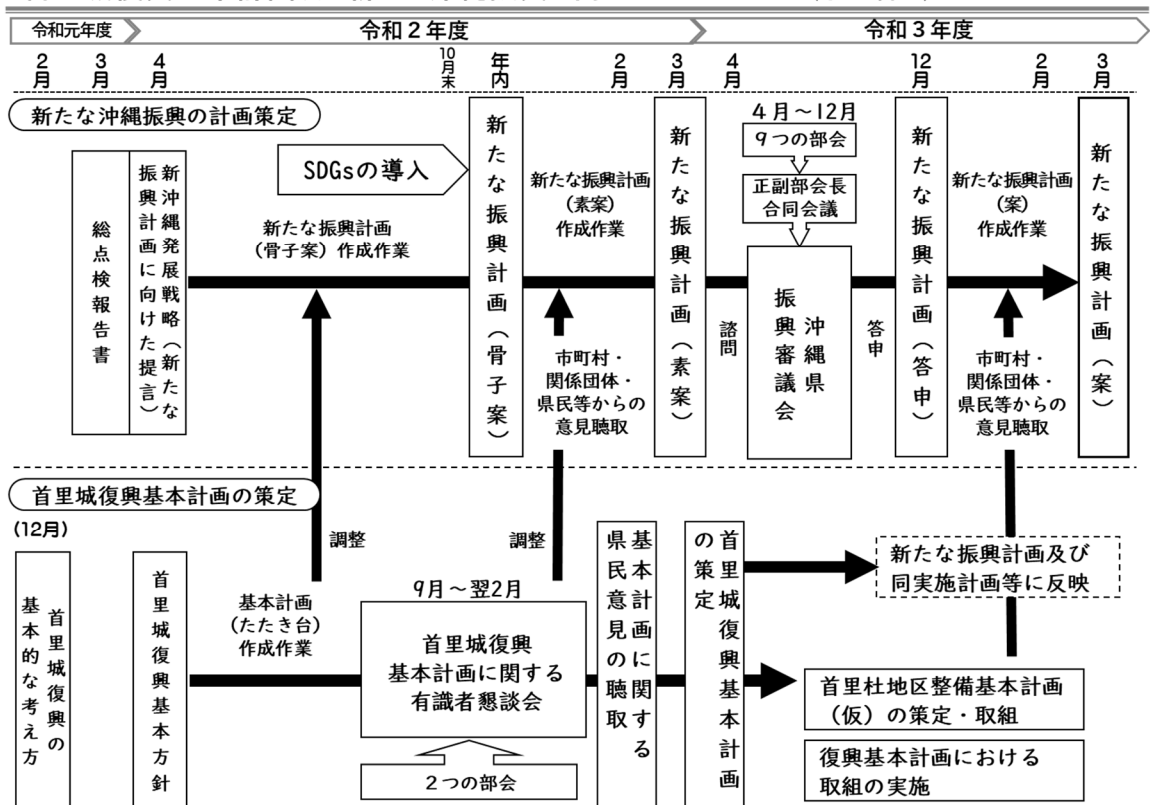 令和元年度
令和２年度
令和３年度
2月
3月
4月
10月末
年内
2月
3月
4月
12月
2月
3月
新たな沖縄振興の計画策定
総点検報告書
新沖縄発展戦略（新たな
振興計画に向けた提言）
SDGsの導入
新たな振興計画
（骨子案）作成作業
新たな振興計画（骨子案）
新たな振興計画
（素案）
作成作業
市町村・
関係団体・
県民等からの
意見聴取
新たな振興計画（素案）
諮問
４月～12月
９つの部会
正副部会長
合同会議
沖縄県
振興審議会
答申
新たな振興計画（答申）
新たな振興計画
（案）
作成作業
市町村・
関係団体・
県民等からの
意見聴取
新たな振興計画（案）
首里城復興基本計画の策定
(12月)
首里城復興の
基本的な考え方
首里城復興基本方針
調整
基本計画
（たたき台）
作成作業
調整
9月～翌2月
首里城復興
基本計画に関する
有識者懇談会
２つの部会
基本計画に関する
県民意見の聴取
首里城復興基本計画
の策定
新たな振興計画及び
同実施計画等に反映
首里杜地区整備基本計画
（仮）の策定・取組
復興基本計画における
取組の実施